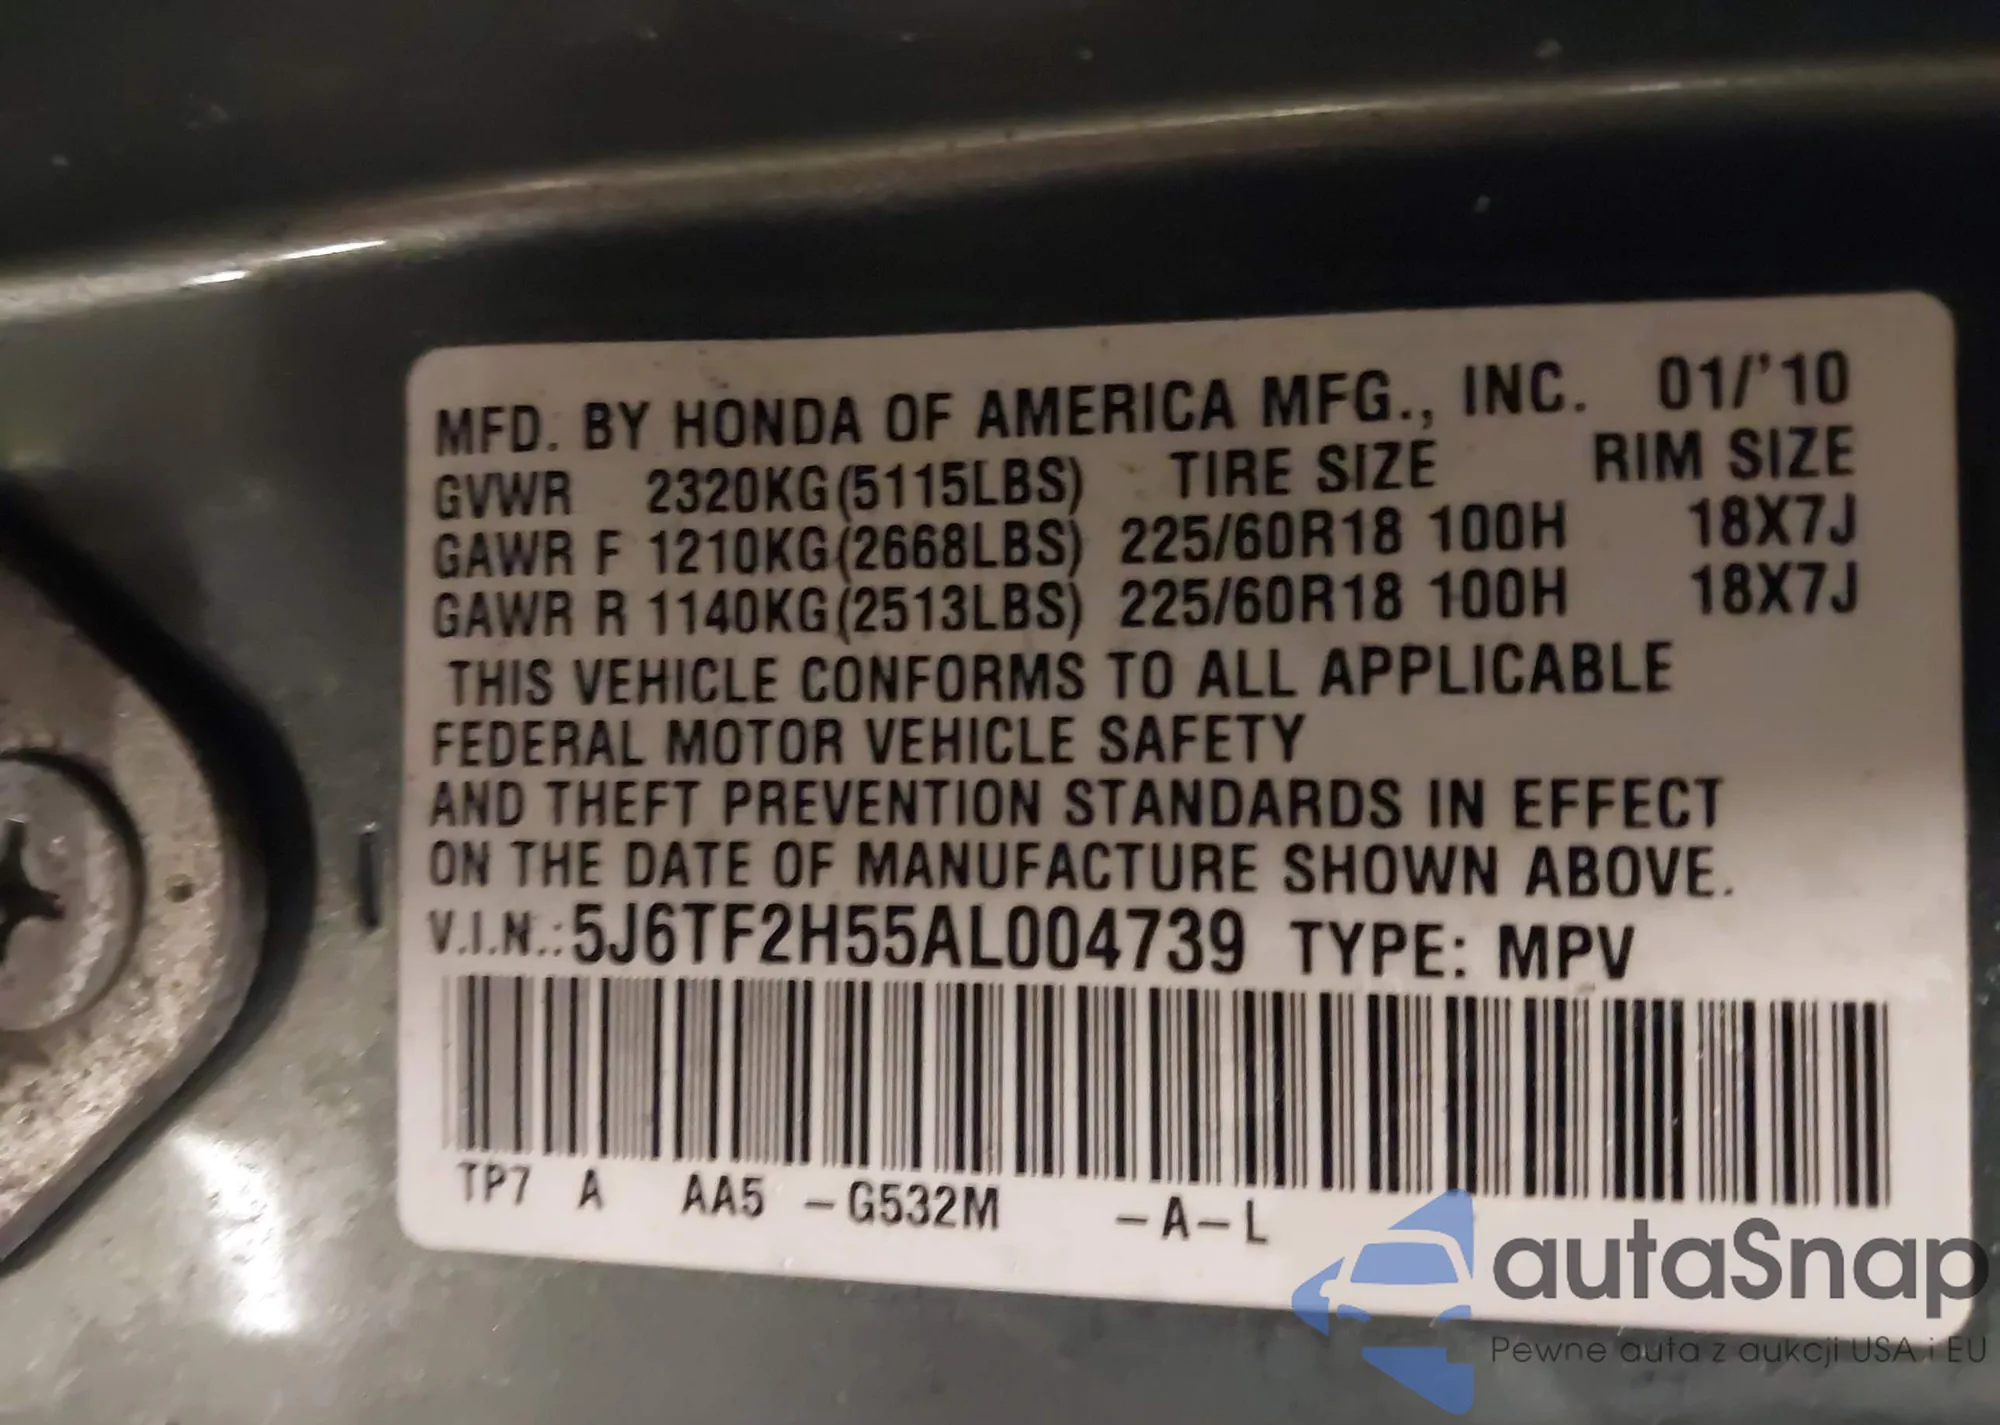 MFD. BY HONDA OF AMERICA MFG., INC. 01/'10
GVWR 2320KG(5115LBS) TIRE SIZE RIM SIZE
GAWR F 1210KG(2668LBS) 225/60R18 100H 18X7J
GAWR R 1140KG(2513LBS) 225/60R18 100H 18X7J
THIS VEHICLE CONFORMS TO ALL APPLICABLE
FEDERAL MOTOR VEHICLE SAFETY
AND THEFT PREVENTION STANDARDS IN EFFECT
ON THE DATE OF MANUFACTURE SHOWN ABOVE.
V.I.N.: 5J6TF2H55AL004739 TYPE: MPV
TP7 A AA5 -G532M -A-L
autaSnap
Pewne auta z aukcji USA i EU